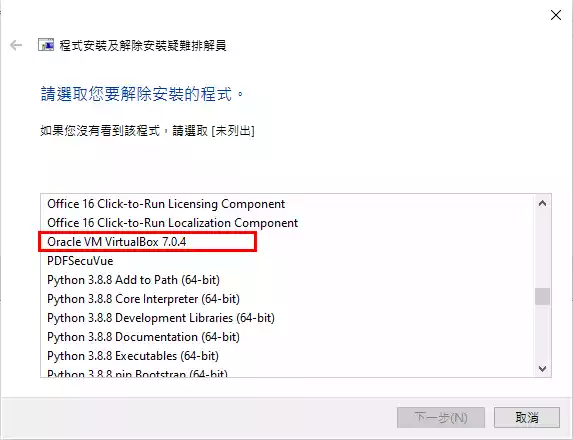 程式安裝及解除安裝疑難排解員
請選取您要解除安裝的程式。
如果您沒有看到該程式，請選取 [未列出]
Office 16 Click-to-Run Licensing Component
Office 16 Click-to-Run Localization Component
Oracle VM VirtualBox 7.0.4
PDFSecuVue
Python 3.8.8 Add to Path (64-bit)
Python 3.8.8 Core Interpreter (64-bit)
Python 3.8.8 Development Libraries (64-bit)
Python 3.8.8 Documentation (64-bit)
Python 3.8.8 Executables (64-bit)
Python 3.8.8 pip Bootstrap (64-bit)
下一步(N)
取消